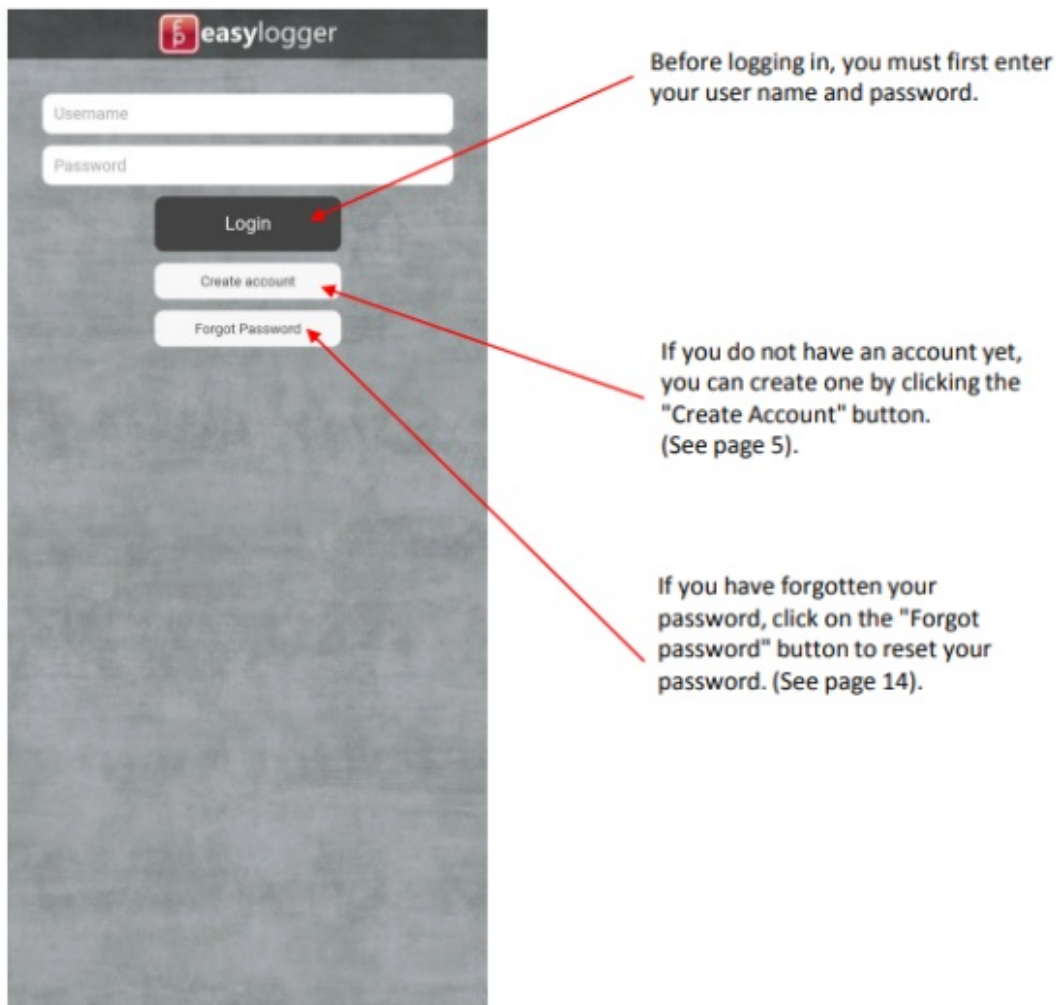 easylogger
Before logging in, you must first enter
your user name and password.
Username
Password
Login
Create account
Forgot Password
If you do not have an account yet,
you can create one by clicking the
"Create Account" button.
(See page 5).
If you have forgotten your
password, click on the "Forgot
password" button to reset your
password. (See page 14).